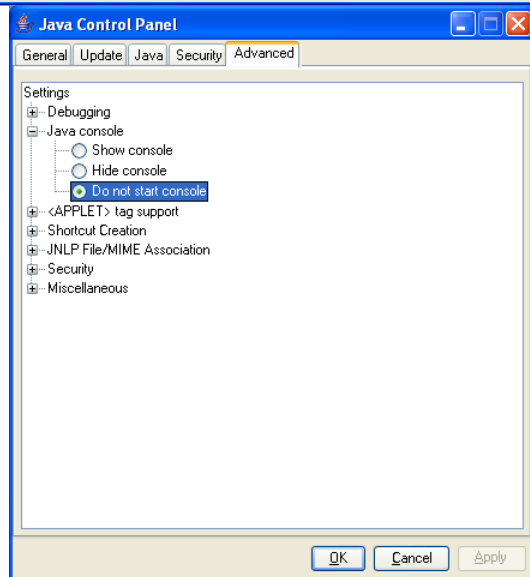 Java Control Panel
General Update Java Security Advanced
Settings
Debugging
Java console
Show console
Hide console
Do not start console
<APPLET> tag support
Shortcut Creation
JNLP File/MIME Association
Security
Miscellaneous
OK Cancel Apply